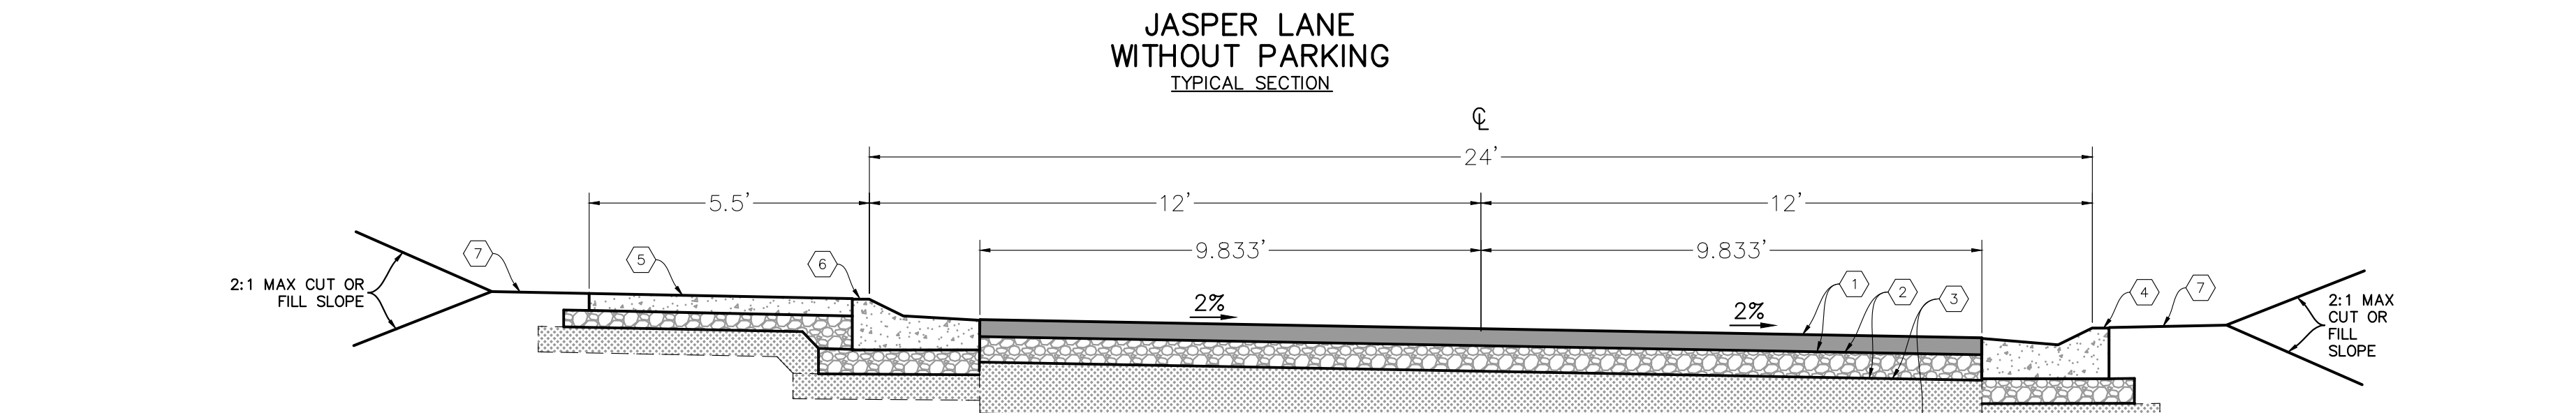 JASPER LANE
WITHOUT PARKING
TYPICAL SECTION
℄
24'
5.5'
12'
12'
9.833'
9.833'
7
5
6
1
2
3
4
7
2:1 MAX CUT OR
FILL SLOPE
2%
2%
2:1 MAX
CUT OR
FILL
SLOPE